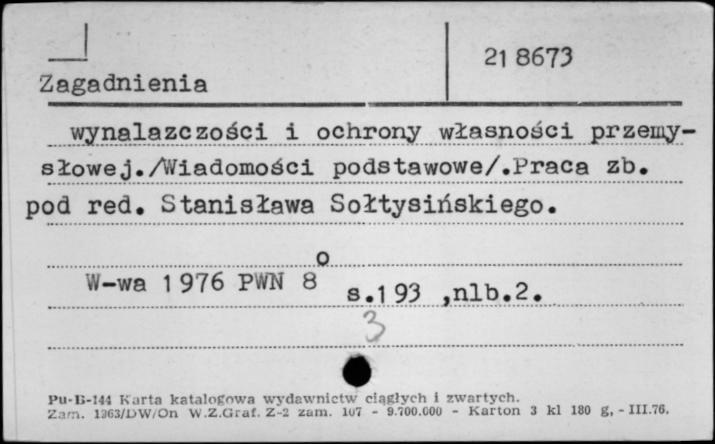 21 8673
Zagadnienia
wynalazczości i ochrony własności przemy-
słowej./Wiadomości podstawowe/.Praca zb.
pod red. Stanisława Sołtysińskiego.
W-wa 1976 PWN 8o s.193 ,nlb.2.
3
Pu-B-144 Karta katalogowa wydawnictw ciągłych i zwartych.
Zam. 1363/DW/On W.Z.Graf. Z-2 zam. 107 - 9.700.000 - Karton 3 kl 180 g, - III.76.